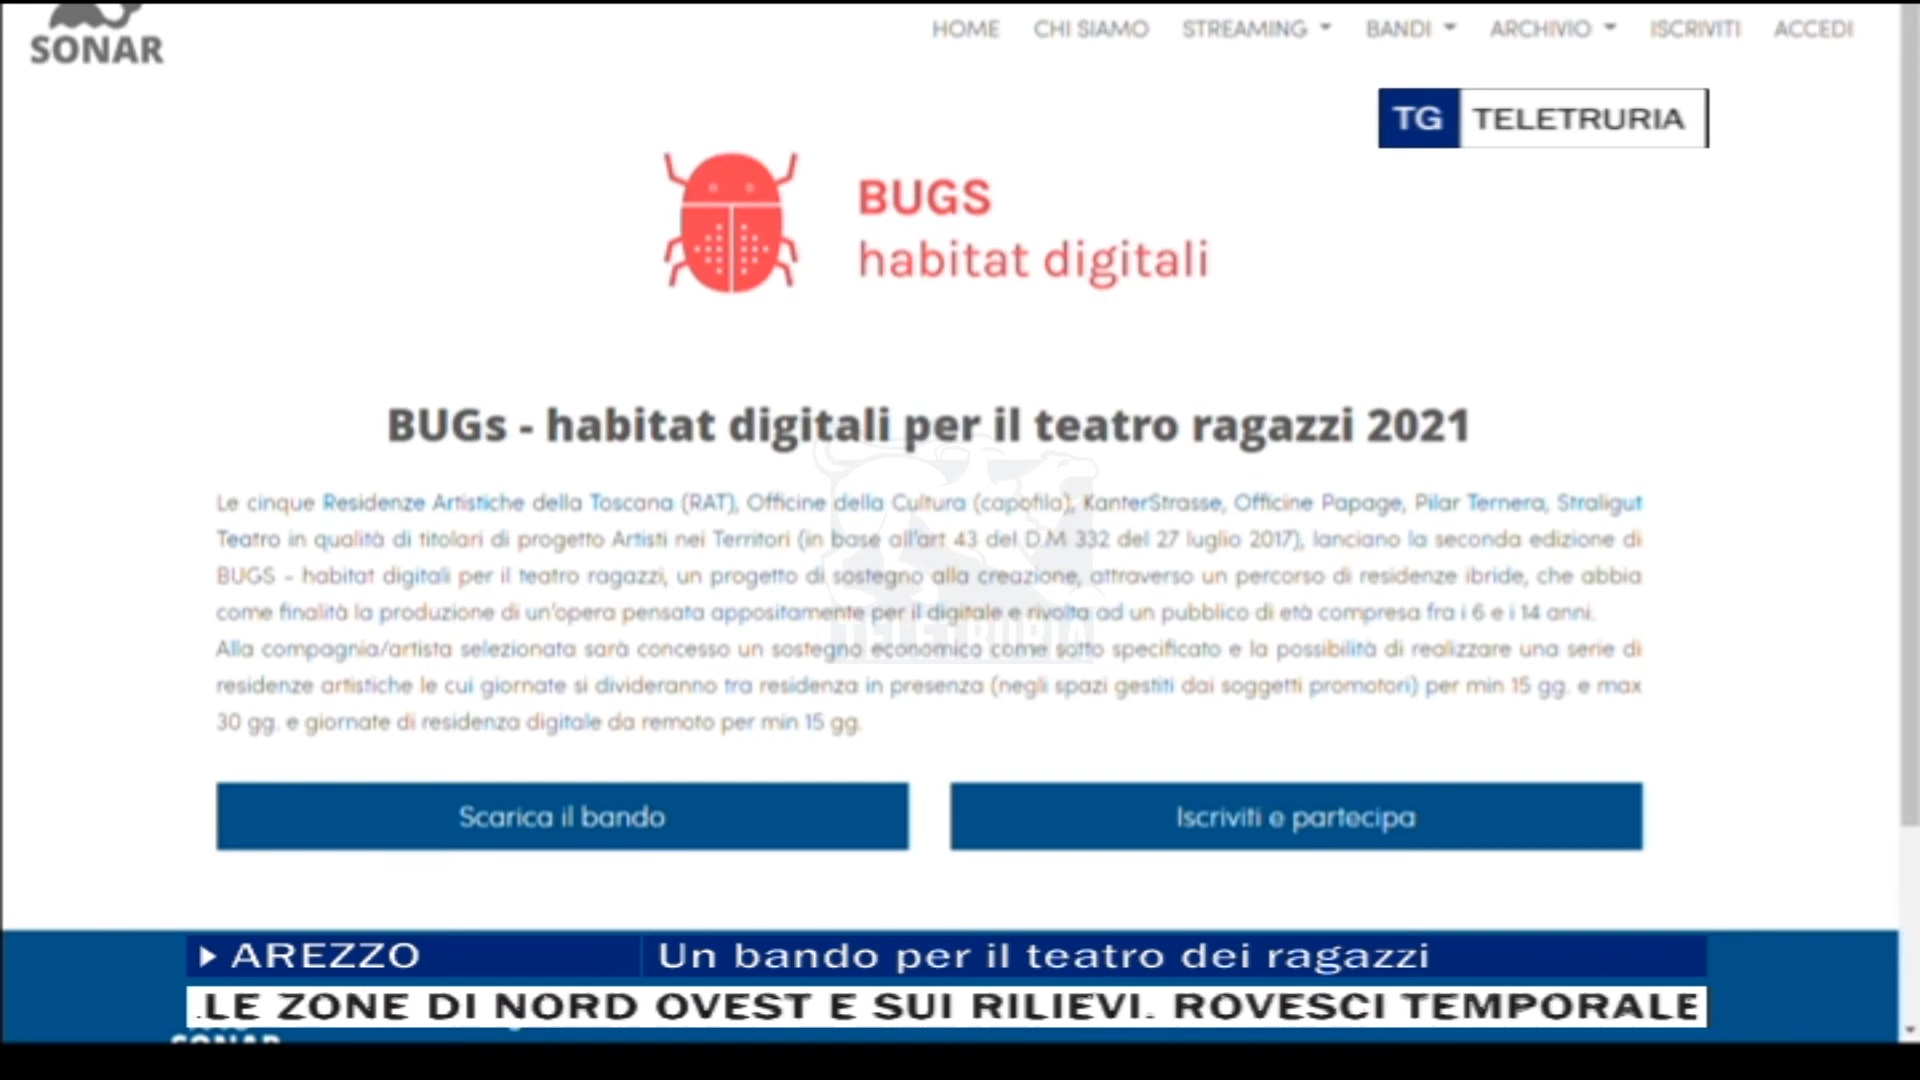 SONAR
HOME CHI SIAMO STREAMING BANDI ARCHIVIO ISCRIVITI ACCEDI
TG TELETRURIA
BUGS
habitat digitali
BUGs - habitat digitali per il teatro ragazzi 2021
Le cinque Residenze Artistiche della Toscana (RAT), Officine della Cultura (capofila), KanterStrasse, Officine Papage, Pilar Ternera, Straligut
Teatro in qualità di titolari di progetto Artisti nei Territori (in base all'art 43 del D.M 332 del 27 luglio 2017), lanciano la seconda edizione di
BUGS - habitat digitali per il teatro ragazzi, un progetto di sostegno alla creazione, attraverso un percorso di residenze ibride, che abbia
come finalità la produzione di un'opera pensata appositamente per il digitale e rivolta ad un pubblico di età compresa fra i 6 e i 14 anni.
TELETRURIA
Alla compagnia/artista selezionata sarà concesso un sostegno economico come sotto specificato e la possibilità di realizzare una serie di
residenze artistiche le cui giornate si divideranno tra residenza in presenza (negli spazi gestiti dai soggetti promotori) per min 15 gg. e max
30 gg. e giornate di residenza digitale da remoto per min 15 gg.
Scarica il bando
Iscriviti e partecipa
AREZZO Un bando per il teatro dei ragazzi
LE ZONE DI NORD OVEST E SUI RILIEVI. ROVESCI TEMPORALE
SONAR